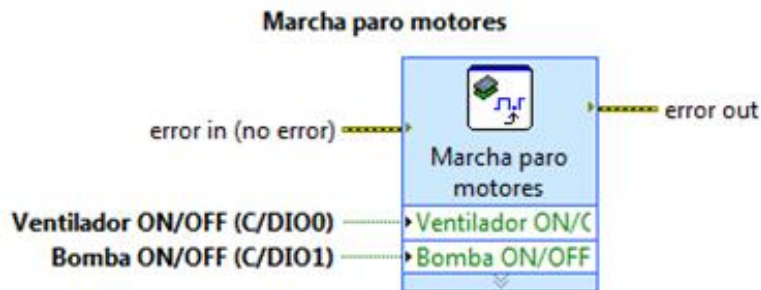 Marcha paro motores
error in (no error)
error out
Marcha paro
motores
Ventilador ON/OFF (C/DIO0)
Ventilador ON/C
Bomba ON/OFF (C/DIO1)
Bomba ON/OFF